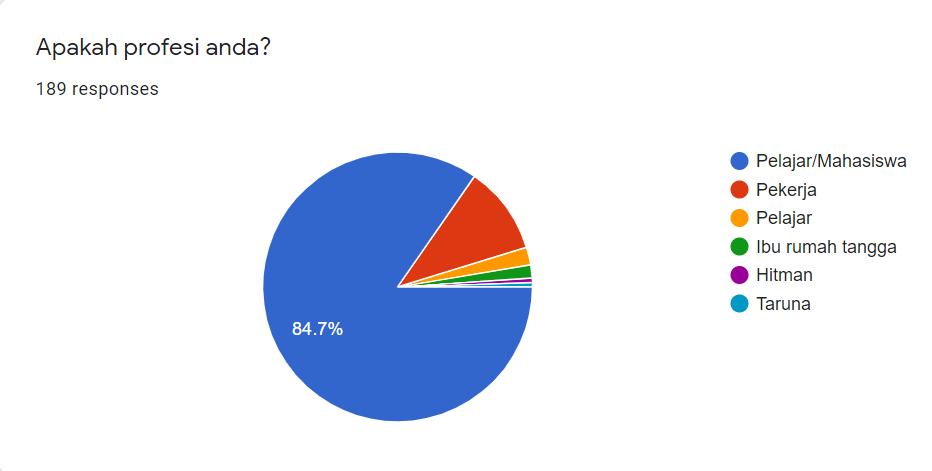 Apakah profesi anda?
189 responses
84.7%
Pelajar/Mahasiswa
Pekerja
Pelajar
Ibu rumah tangga
Hitman
Taruna